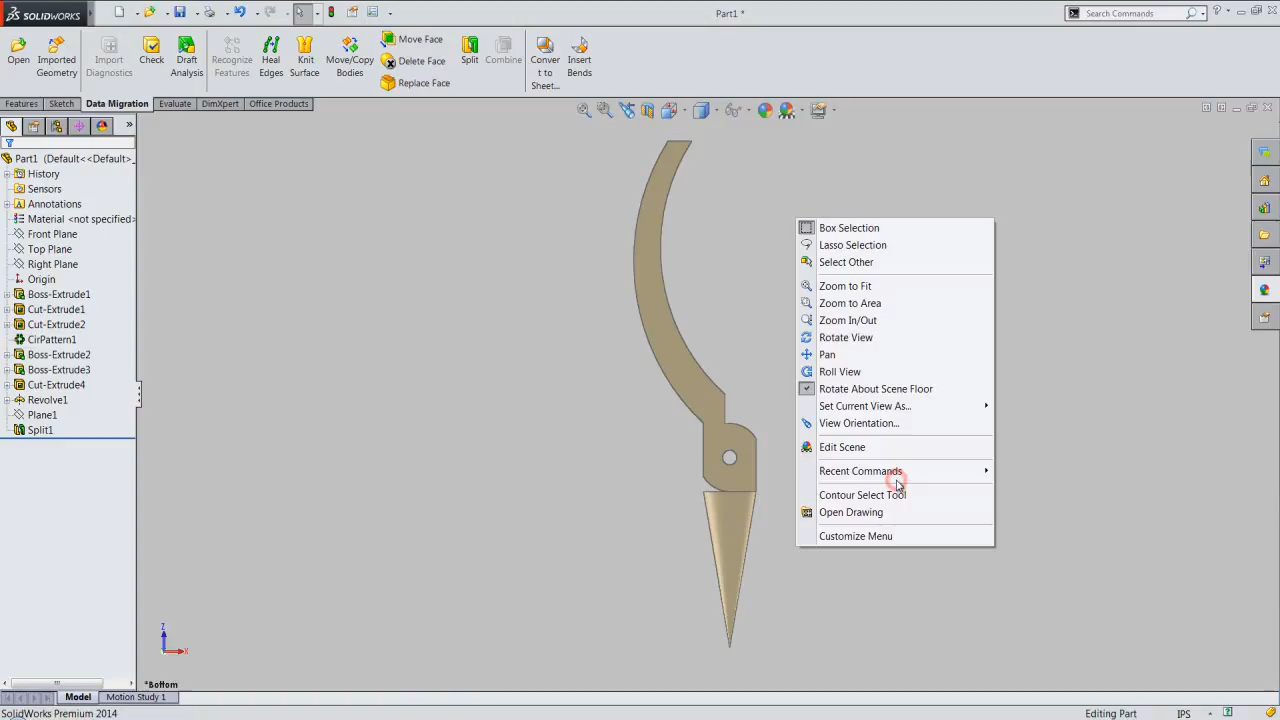 SOLIDWORKS
Part1 *
Search Commands
Open
Imported
Geometry
Import
Diagnostics
Check
Draft
Analysis
Recognize
Features
Heal
Edges
Knit
Surface
Move/Copy
Bodies
Move Face
Delete Face
Replace Face
Split
Combine
Conver
t to
Sheet...
Insert
Bends
Features
Sketch
Data Migration
Evaluate
DimXpert
Office Products
Part1 (Default<<Default>_
History
Sensors
Annotations
Material <not specified>
Front Plane
Top Plane
Right Plane
Origin
Boss-Extrude1
Cut-Extrude1
Cut-Extrude2
CirPattern1
Boss-Extrude2
Boss-Extrude3
Cut-Extrude4
Revolve1
Plane1
Split1
Box Selection
Lasso Selection
Select Other
Zoom to Fit
Zoom to Area
Zoom In/Out
Rotate View
Pan
Roll View
Rotate About Scene Floor
Set Current View As...
View Orientation...
Edit Scene
Recent Commands
Contour Select Tool
Open Drawing
Customize Menu
Z
X
*Bottom
Model
Motion Study 1
SolidWorks Premium 2014
Editing Part
IPS